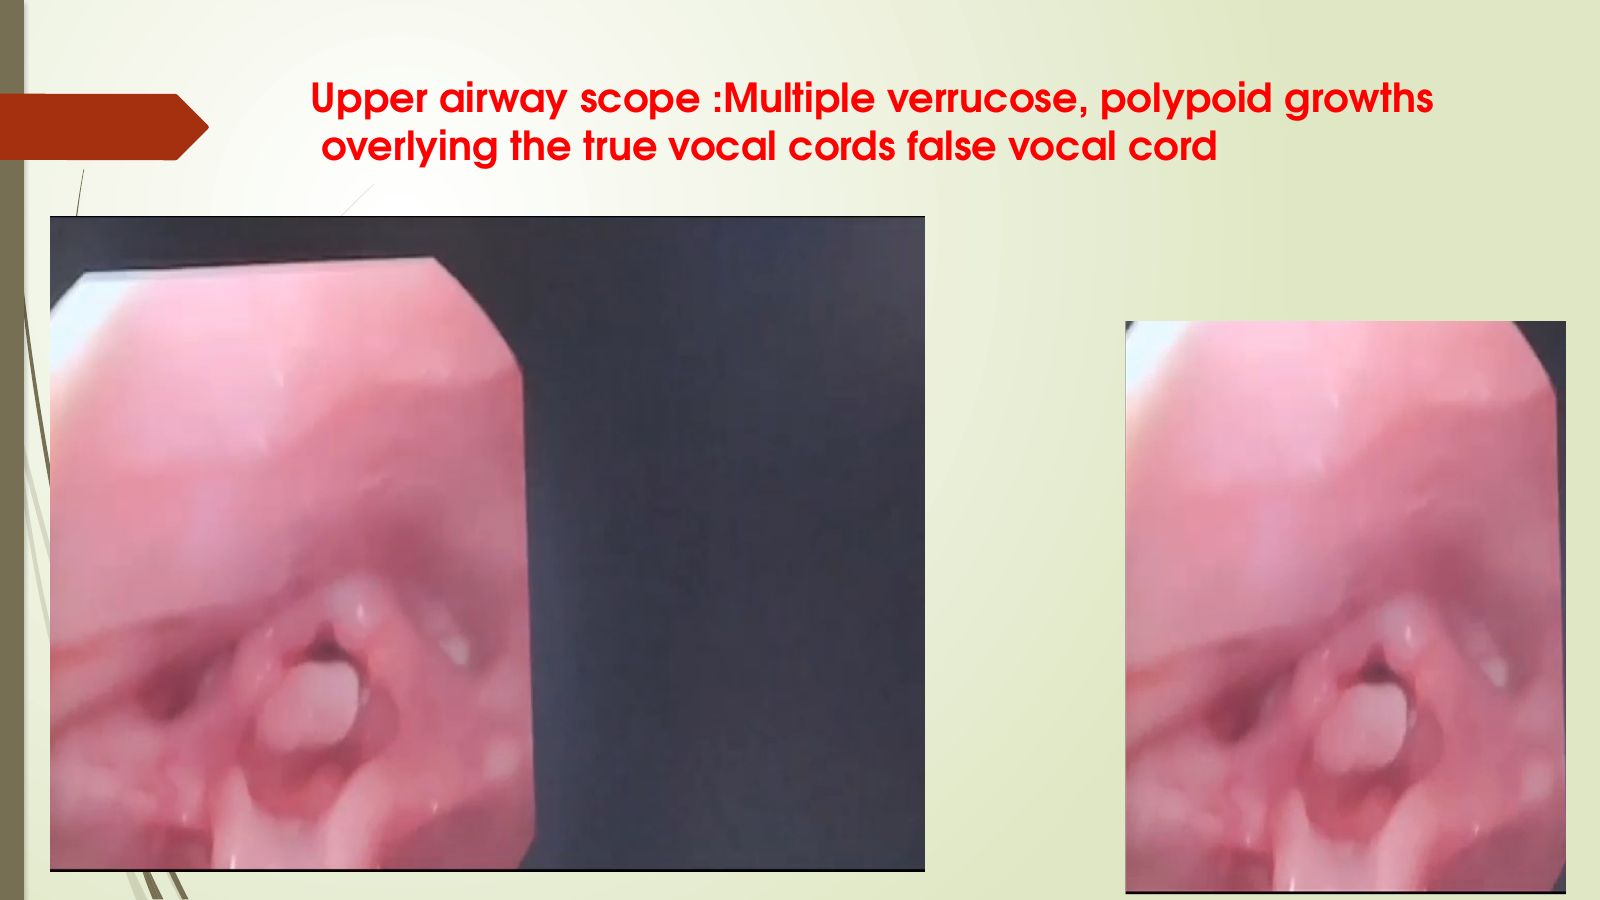 Upper airway scope :Multiple verrucose, polypoid growths
overlying the true vocal cords false vocal cord